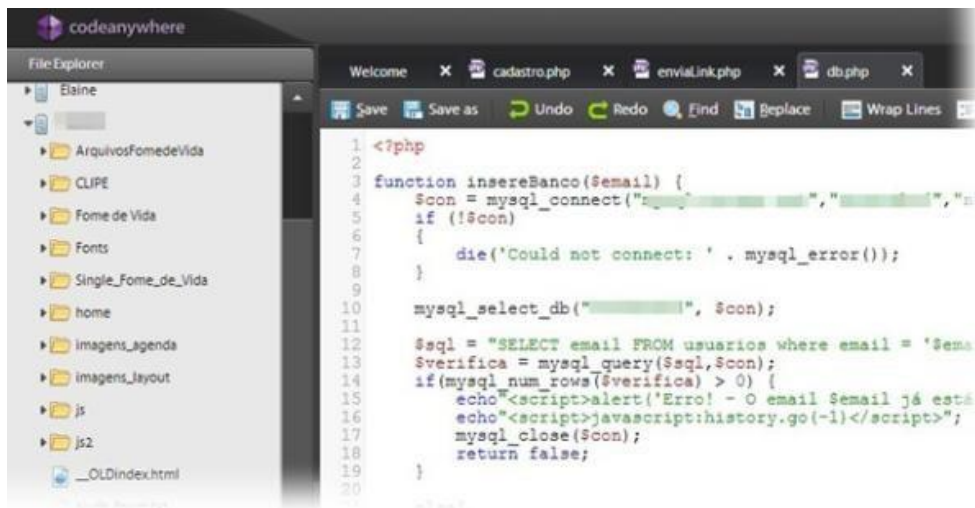 codeanywhere
File Explorer
Elaine
ArquivosFomedeVida
CLIPE
Fome de Vida
Fonts
Single_Fome_de_Vida
home
imagens_agenda
imagens_layout
js
js2
__OLDindex.html
Welcome X cadastro.php X enviaLink.php X db.php X
Save Save as Undo Redo Find Replace Wrap Lines
1 <?php
2
3 function insereBanco($email) {
4 $con = mysql_connect(" "," ","
5 if (!$con)
6 {
7 die('Could not connect: ' . mysql_error());
8 }
9
10 mysql_select_db(" ", $con);
11
12 $sql = "SELECT email FROM usuarios where email = '$ema
13 $verifica = mysql_query($sql,$con);
14 if(mysql_num_rows($verifica) > 0) {
15 echo"<script>alert('Erro! - O email $email já está
16 echo"<script>javascript:history.go(-1)</script>";
17 mysql_close($con);
18 return false;
19 }
20